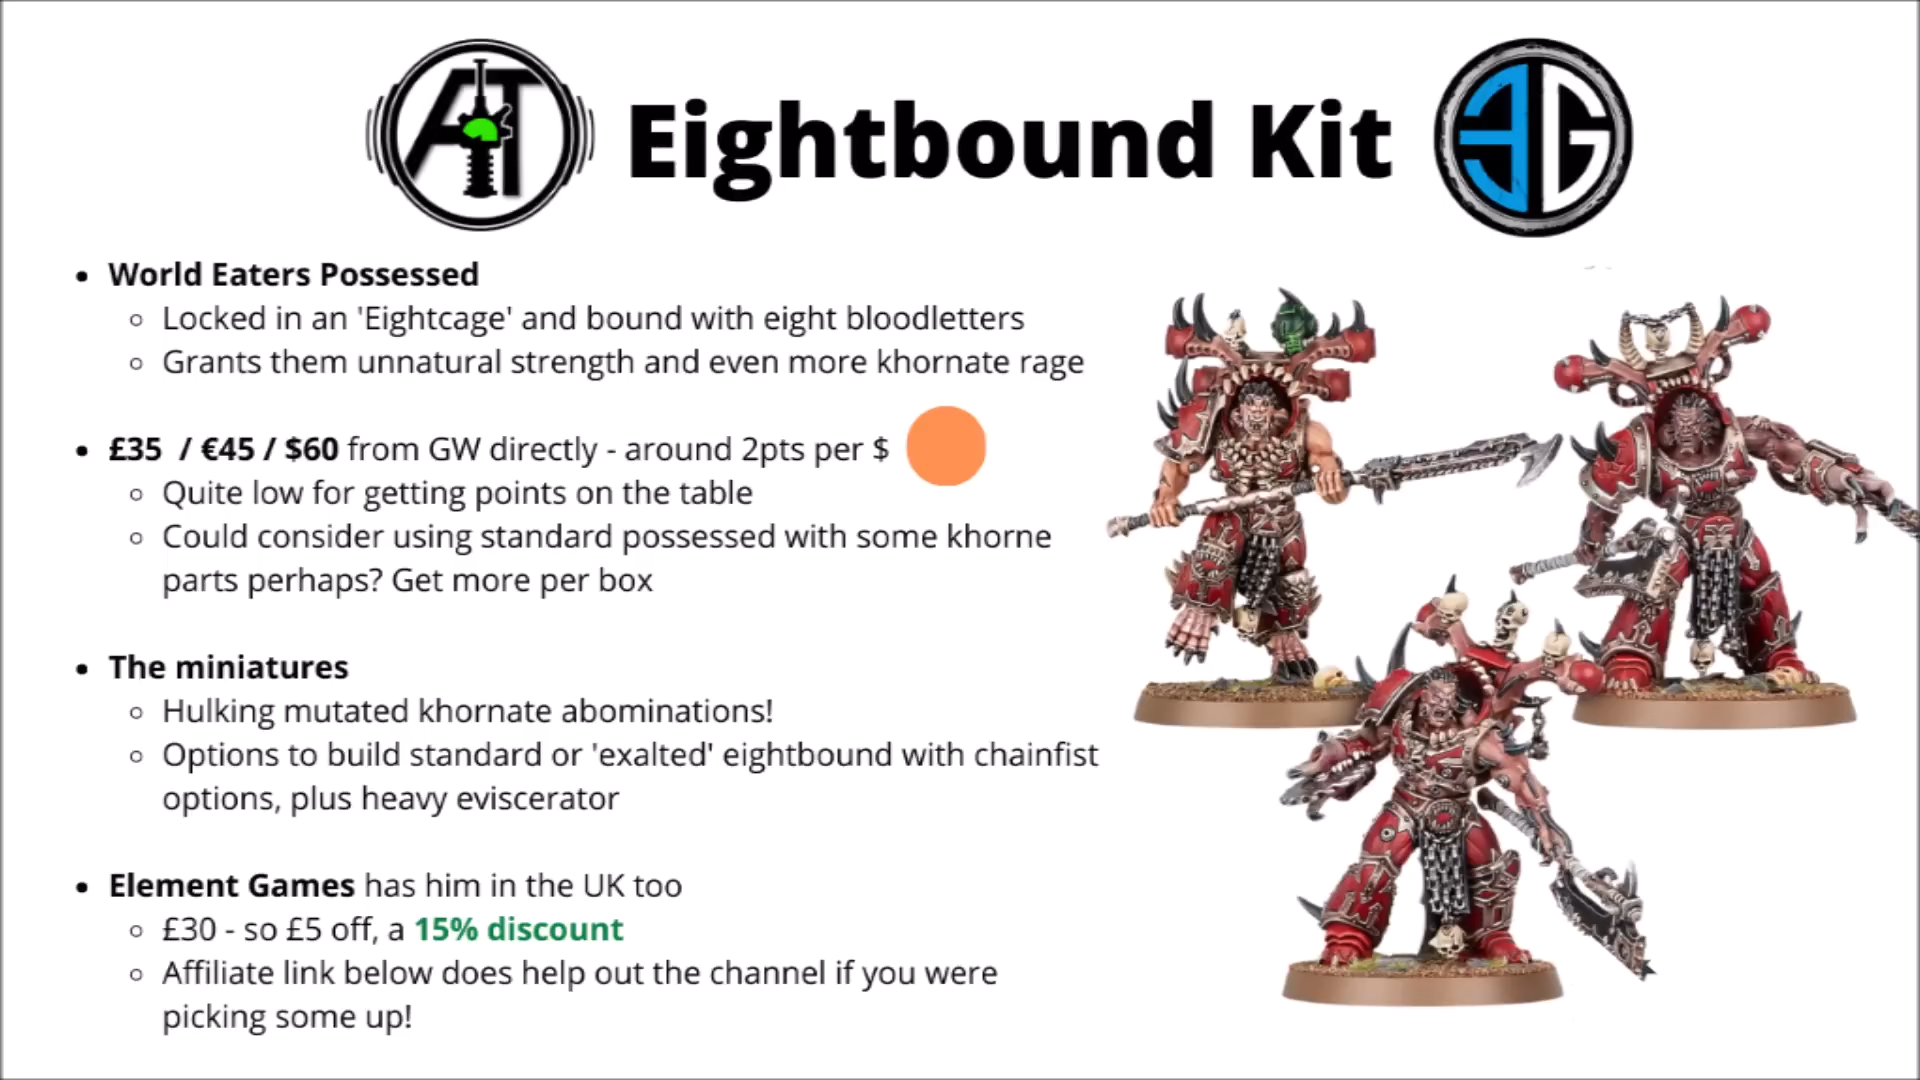 AT
Eightbound Kit
EG
• World Eaters Possessed
◦ Locked in an 'Eightcage' and bound with eight bloodletters
◦ Grants them unnatural strength and even more khornate rage
• £35 / €45 / $60 from GW directly - around 2pts per $
◦ Quite low for getting points on the table
◦ Could consider using standard possessed with some khorne
parts perhaps? Get more per box
• The miniatures
◦ Hulking mutated khornate abominations!
◦ Options to build standard or 'exalted' eightbound with chainfist
options, plus heavy eviscerator
• Element Games has him in the UK too
◦ £30 - so £5 off, a 15% discount
◦ Affiliate link below does help out the channel if you were
picking some up!